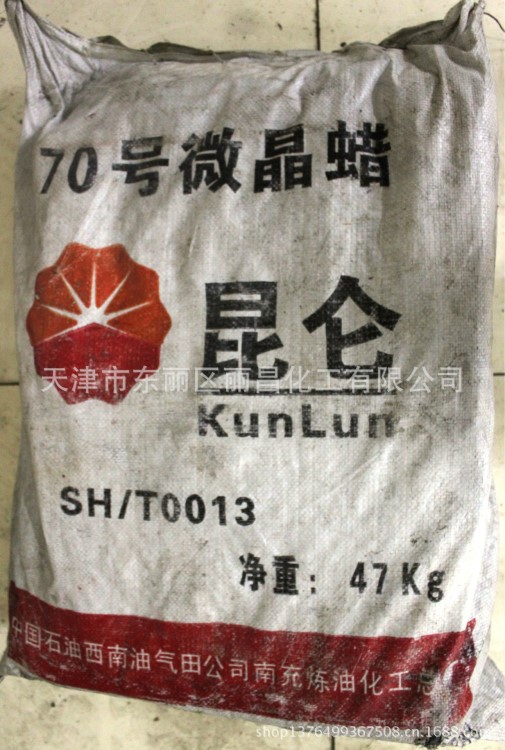 70号微晶蜡
昆仑
天津市东丽区丽昌化工有限公司
KunLun
SH/T0013
净重：47Kg
中国石油西南油气田公司南充炼油化工总
shop1376499367508.cn.1688.com